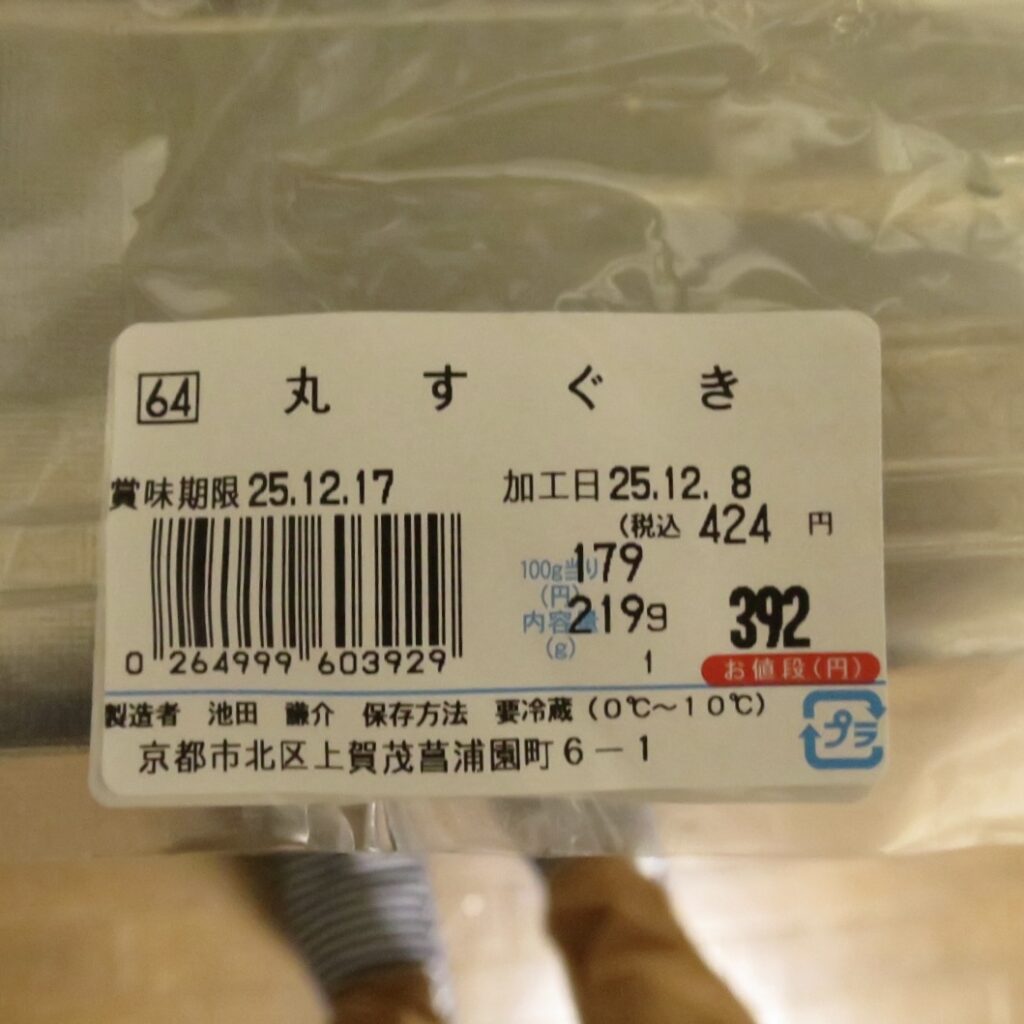 64 丸すぐき
賞味期限 25.12.17 加工日 25.12. 8
(税込 424 円
100g当り(円) 179
内容量(g) 219g
392
1 お値段(円)
0 264999 603929
製造者 池田 謙介 保存方法 要冷蔵(0℃~10℃)
京都市北区上賀茂菖蒲園町6-1
プラ